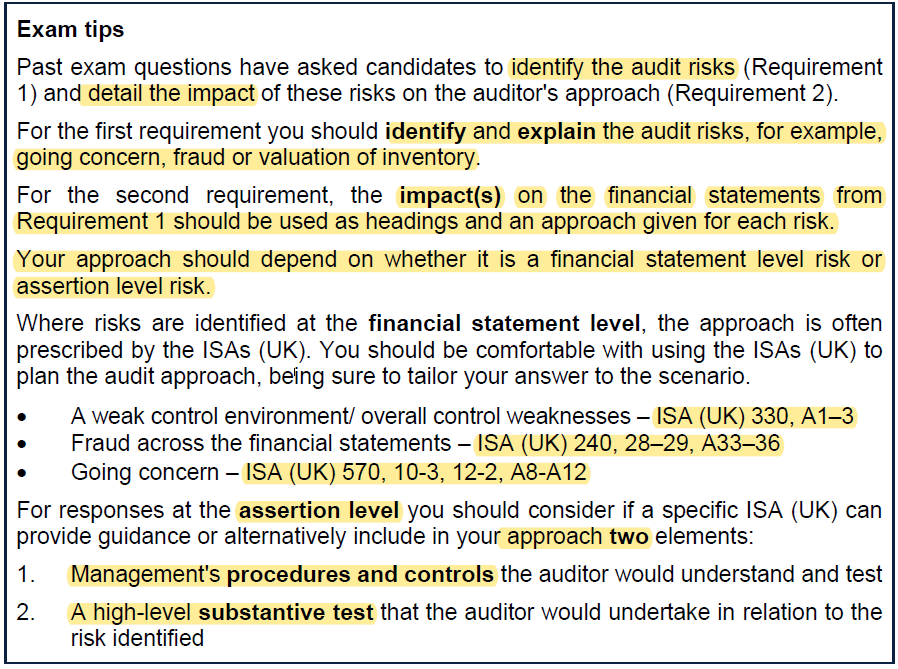 Exam tips
Past exam questions have asked candidates to identify the audit risks (Requirement
1) and detail the impact of these risks on the auditor's approach (Requirement 2).
For the first requirement you should identify and explain the audit risks, for example,
going concern, fraud or valuation of inventory.
For the second requirement, the impact(s) on the financial statements from
Requirement 1 should be used as headings and an approach given for each risk.
Your approach should depend on whether it is a financial statement level risk or
assertion level risk.
Where risks are identified at the financial statement level, the approach is often
prescribed by the ISAs (UK). You should be comfortable with using the ISAs (UK) to
plan the audit approach, being sure to tailor your answer to the scenario.
• A weak control environment/ overall control weaknesses – ISA (UK) 330, A1–3
• Fraud across the financial statements – ISA (UK) 240, 28–29, A33–36
• Going concern – ISA (UK) 570, 10-3, 12-2, A8-A12
For responses at the assertion level you should consider if a specific ISA (UK) can
provide guidance or alternatively include in your approach two elements:
1. Management's procedures and controls the auditor would understand and test
2. A high-level substantive test that the auditor would undertake in relation to the
risk identified